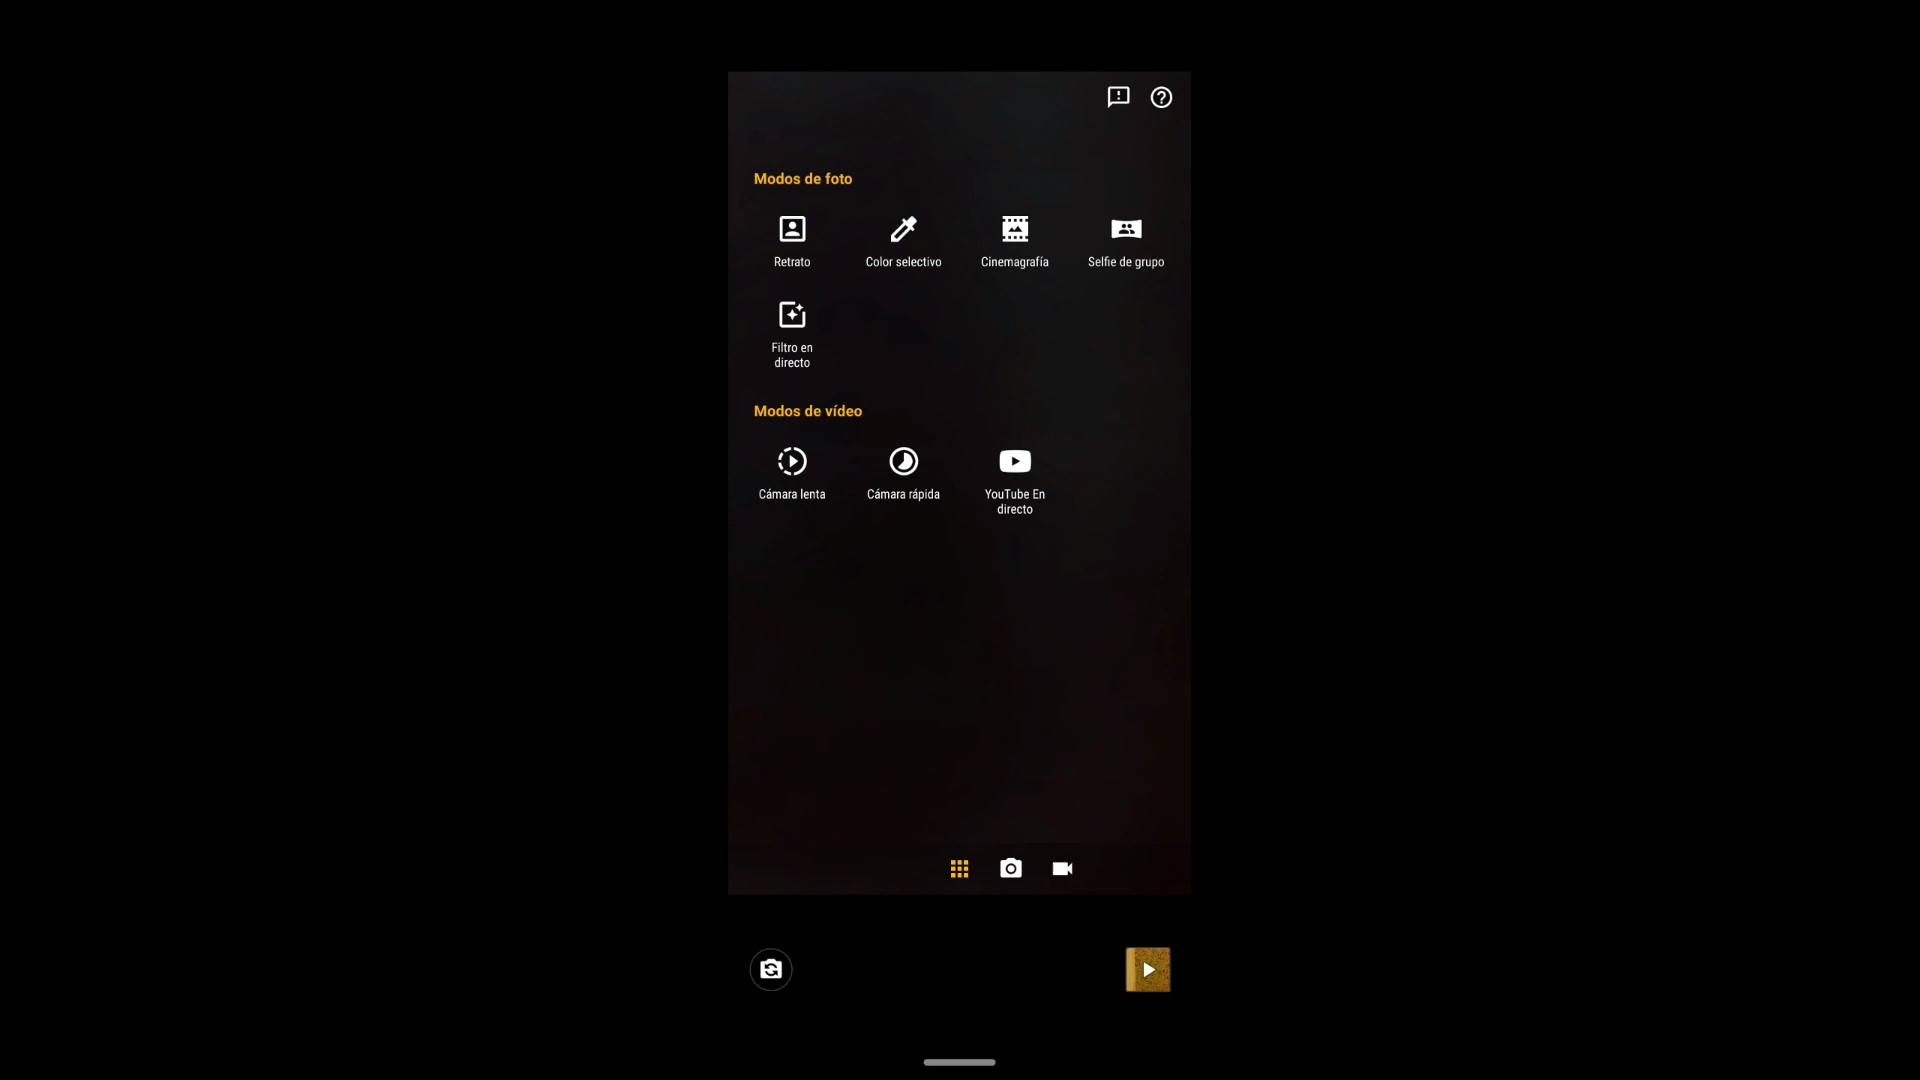 Modos de foto
Retrato
Color selectivo
Cinemagrafía
Selfie de grupo
Filtro en
directo
Modos de vídeo
Cámara lenta
Cámara rápida
YouTube En
directo